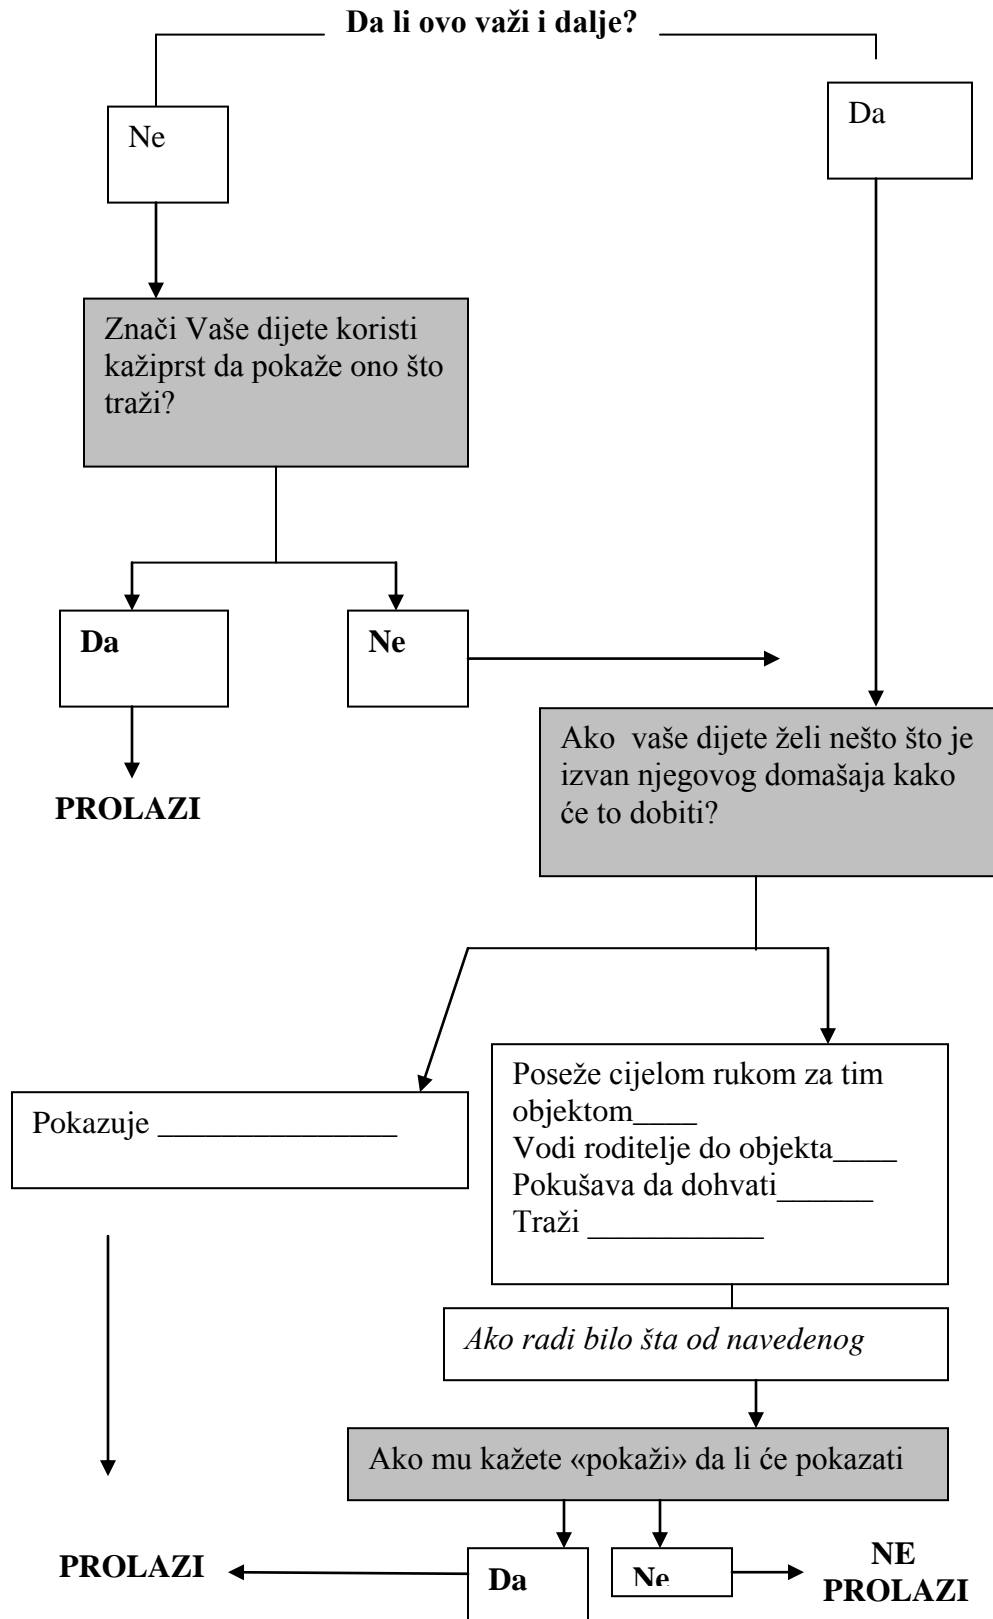 Da li ovo važi i dalje?
Ne
Da
Znači Vaše dijete koristi
kažiprst da pokaže ono što
traži?
Da
Ne
PROLAZI
Ako  vaše dijete želi nešto što je
izvan njegovog domašaja kako
će to dobiti?
Pokazuje _______________
Poseže cijelom rukom za tim
objektom____
Vodi roditelje do objekta____
Pokušava da dohvati______
Traži ___________
Ako radi bilo šta od navedenog
Ako mu kažete «pokaži» da li će pokazati
PROLAZI
Da
Ne
NE
PROLAZI